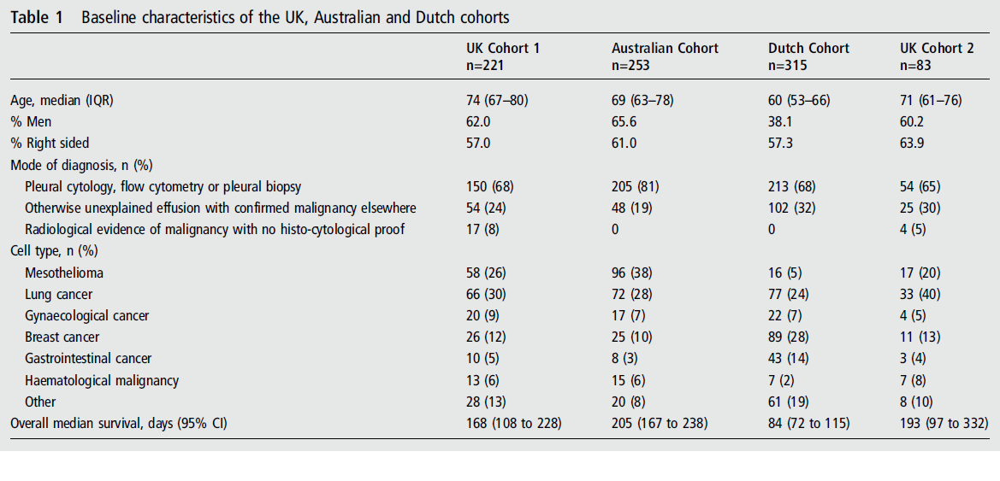 Table 1 Baseline characteristics of the UK, Australian and Dutch cohorts
UK Cohort 1 Australian Cohort Dutch Cohort UK Cohort 2
n=221 n=253 n=315 n=83
Age, median (IQR) 74 (67–80) 69 (63–78) 60 (53–66) 71 (61–76)
% Men 62.0 65.6 38.1 60.2
% Right sided 57.0 61.0 57.3 63.9
Mode of diagnosis, n (%)
Pleural cytology, flow cytometry or pleural biopsy 150 (68) 205 (81) 213 (68) 54 (65)
Otherwise unexplained effusion with confirmed malignancy elsewhere 54 (24) 48 (19) 102 (32) 25 (30)
Radiological evidence of malignancy with no histo-cytological proof 17 (8) 0 0 4 (5)
Cell type, n (%)
Mesothelioma 58 (26) 96 (38) 16 (5) 17 (20)
Lung cancer 66 (30) 72 (28) 77 (24) 33 (40)
Gynaecological cancer 20 (9) 17 (7) 22 (7) 4 (5)
Breast cancer 26 (12) 25 (10) 89 (28) 11 (13)
Gastrointestinal cancer 10 (5) 8 (3) 43 (14) 3 (4)
Haematological malignancy 13 (6) 15 (6) 7 (2) 7 (8)
Other 28 (13) 20 (8) 61 (19) 8 (10)
Overall median survival, days (95% CI) 168 (108 to 228) 205 (167 to 238) 84 (72 to 115) 193 (97 to 332)